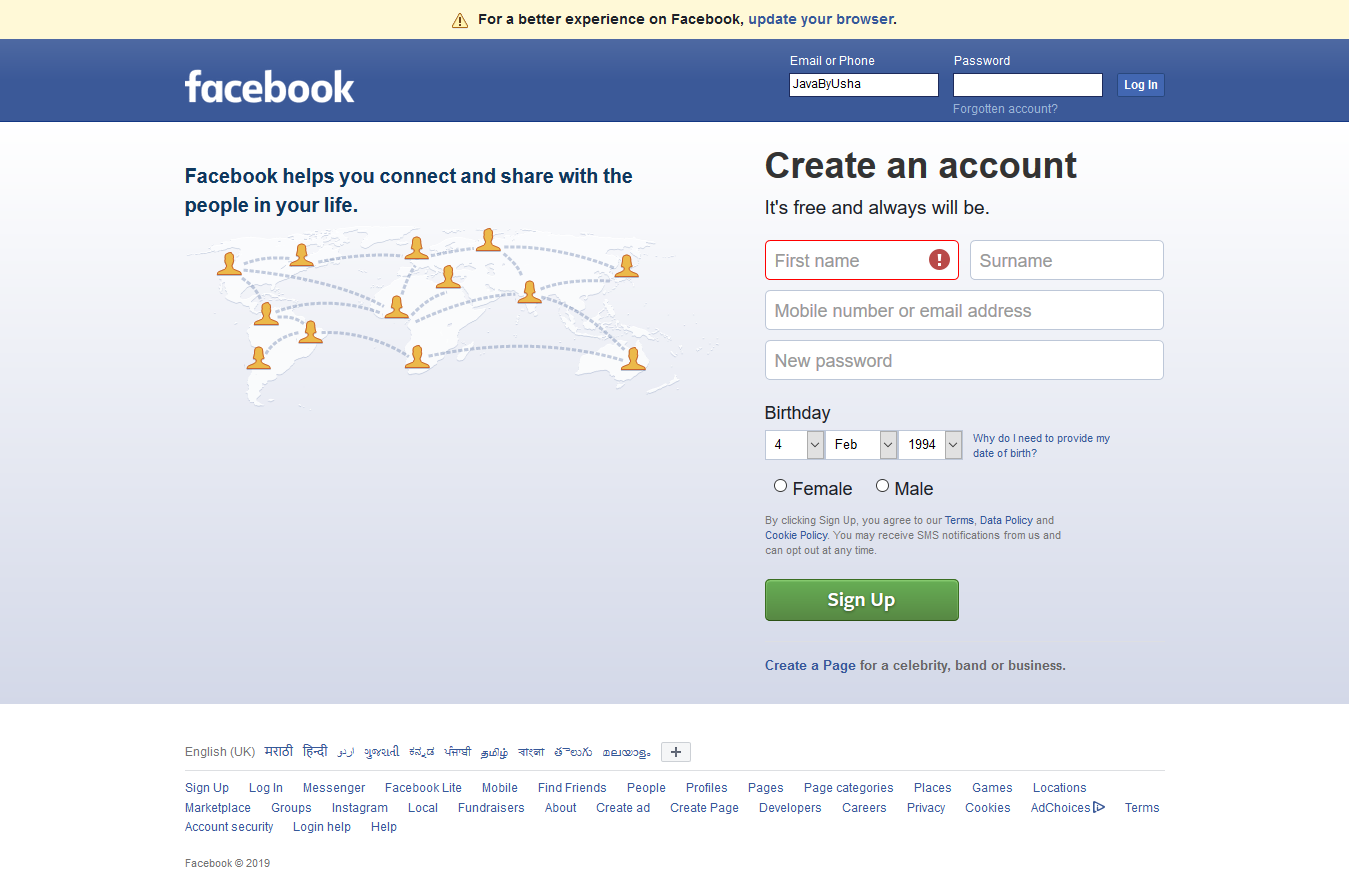 For a better experience on Facebook, update your browser.
facebook
Email or Phone
Password
JavaByUsha
Log In
Forgotten account?
Facebook helps you connect and share with the
people in your life.
Create an account
It's free and always will be.
First name
Surname
Mobile number or email address
New password
Birthday
4 Feb 1994
Why do I need to provide my
date of birth?
Female Male
By clicking Sign Up, you agree to our Terms, Data Policy and
Cookie Policy. You may receive SMS notifications from us and
can opt out at any time.
Sign Up
Create a Page for a celebrity, band or business.
English (UK) मराठी हिन्दी اردو ગુજરાતી ಕನ್ನಡ ਪੰਜਾਬੀ தமிழ் বাংলা తెలుగు മലയാളം +
Sign Up Log In Messenger Facebook Lite Mobile Find Friends People Profiles Pages Page categories Places Games Locations
Marketplace Groups Instagram Local Fundraisers About Create ad Create Page Developers Careers Privacy Cookies AdChoices Terms
Account security Login help Help
Facebook © 2019